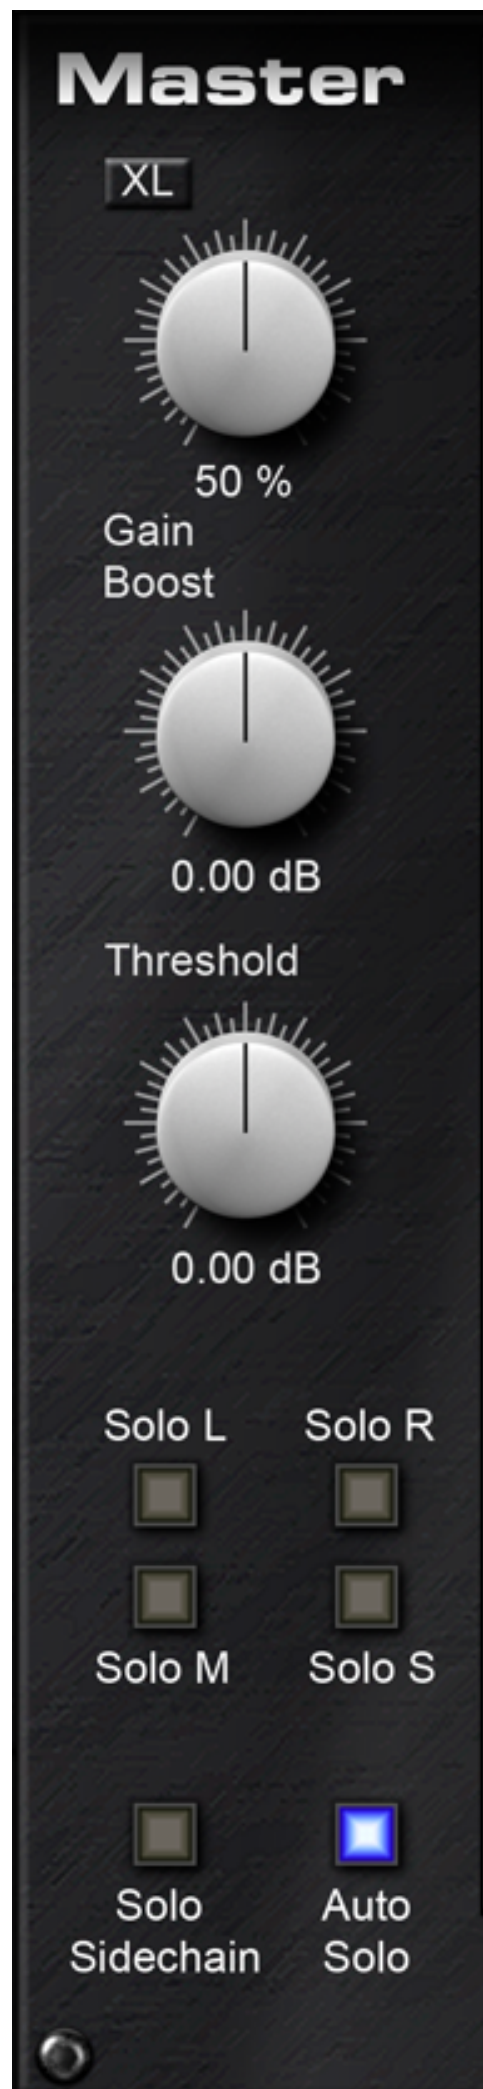 Master
XL
50 %
Gain
Boost
0.00 dB
Threshold
0.00 dB
Solo L Solo R
Solo M Solo S
Solo Auto
Sidechain Solo